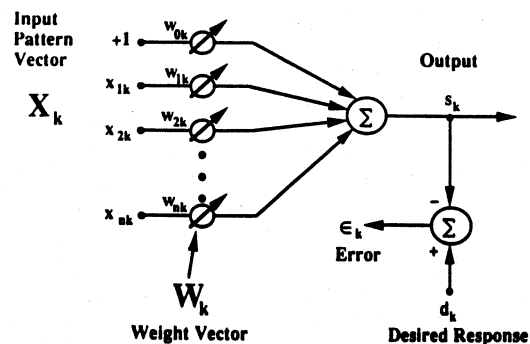 Input
Pattern
Vector
X_k
+1
w_0k
x_1k
w_1k
x_2k
w_2k
x_nk
w_nk
W_k
Weight Vector
Σ
Output
s_k
−
Σ
+
∈_k
Error
d_k
Desired Response